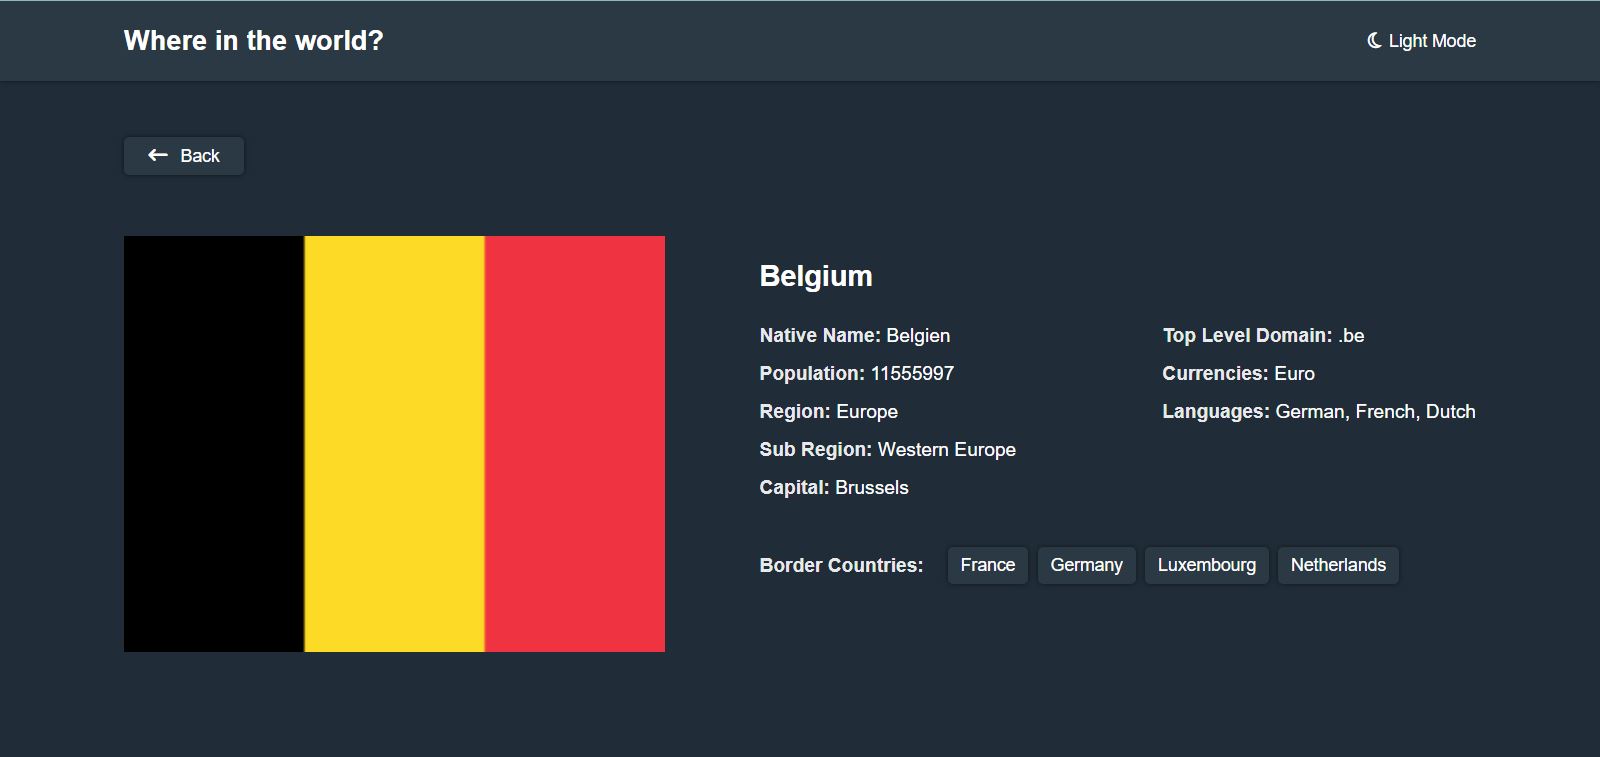 Where in the world?
Light Mode
Back
Belgium
Native Name: Belgien
Population: 11555997
Region: Europe
Sub Region: Western Europe
Capital: Brussels
Top Level Domain: .be
Currencies: Euro
Languages: German, French, Dutch
Border Countries: France Germany Luxembourg Netherlands